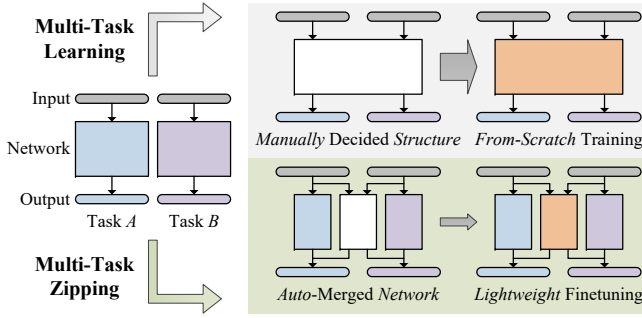 Multi-Task
Learning
Input
Network
Output
Task A
Task B
Multi-Task
Zipping
Manually Decided Structure
From-Scratch Training
Auto-Merged Network
Lightweight Finetuning